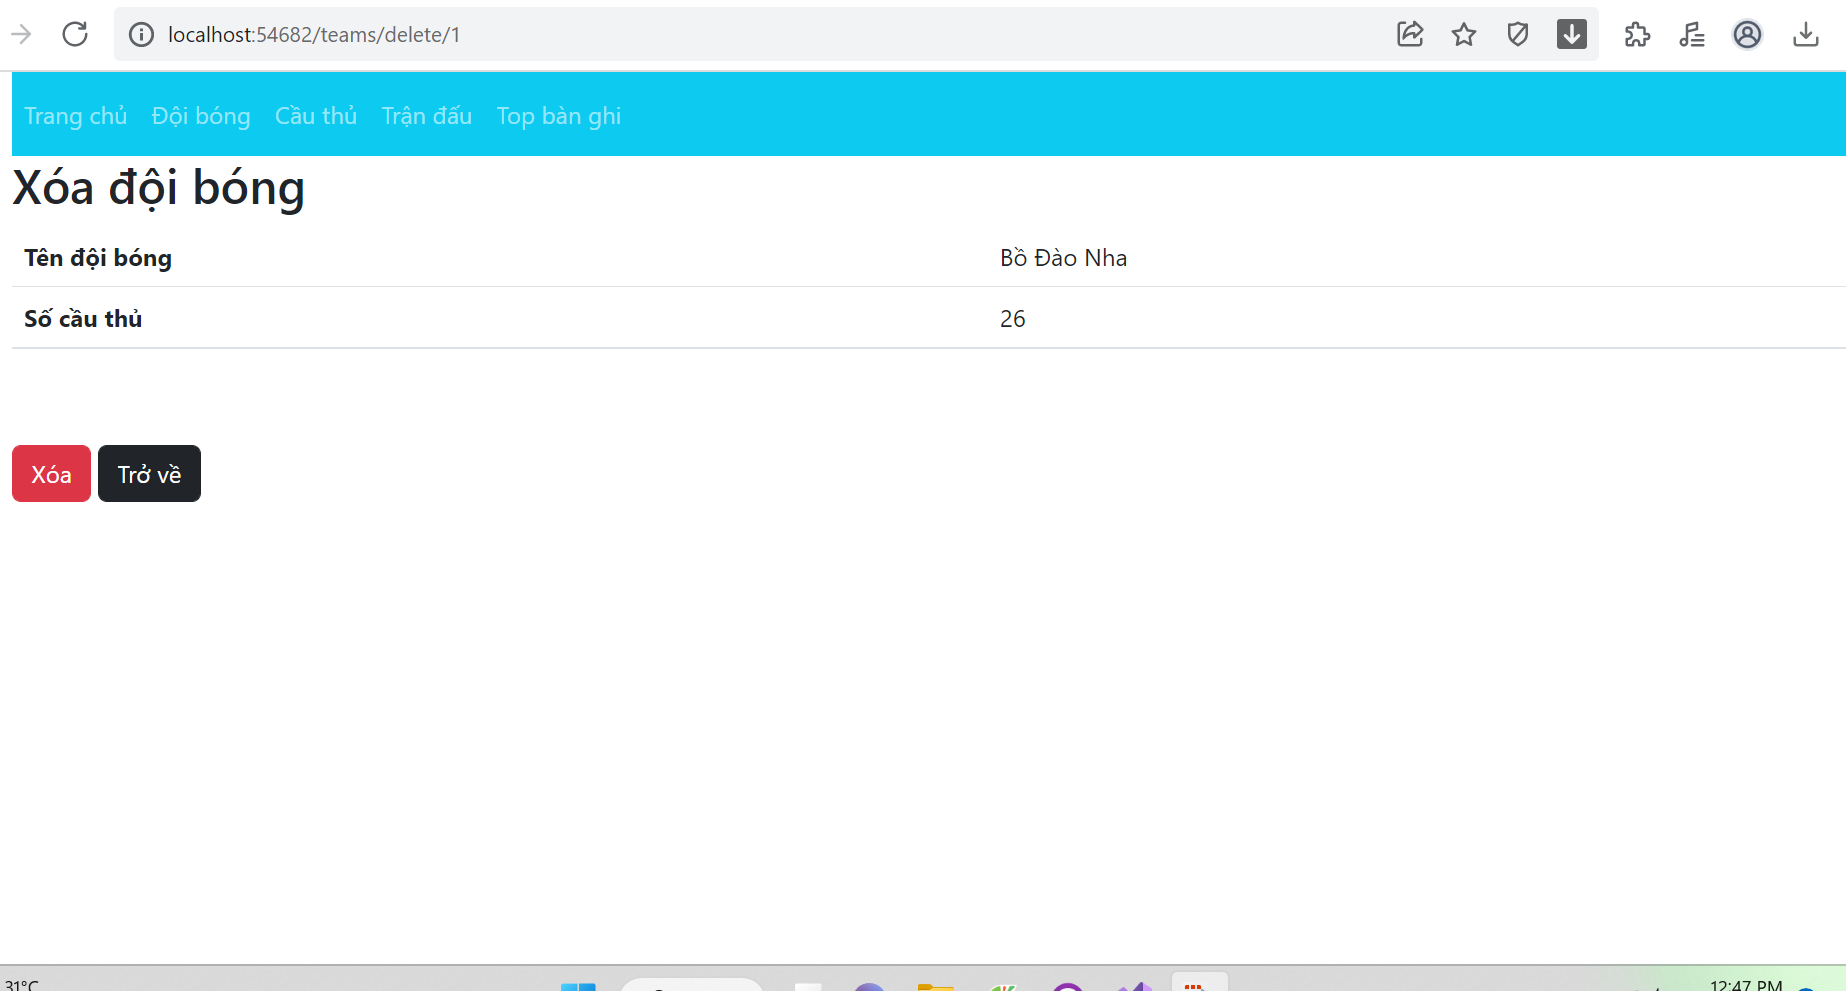 localhost:54682/teams/delete/1
Trang chủ Đội bóng Cầu thủ Trận đấu Top bàn ghi
Xóa đội bóng
Tên đội bóng Bồ Đào Nha
Số cầu thủ 26
Xóa Trở về
31°C 12:47 PM